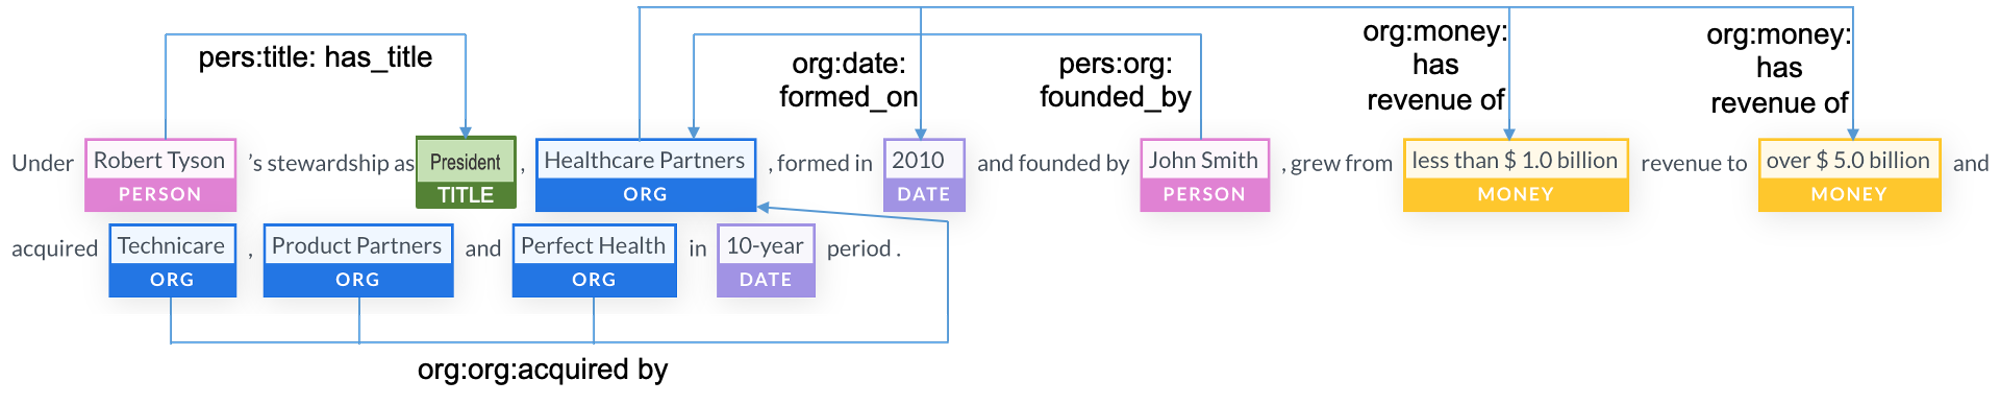 pers:title: has_title
org:date:
formed_on
pers:org:
founded_by
org:money:
has
revenue of
org:money:
has
revenue of
Under Robert Tyson 's stewardship as President , Healthcare Partners , formed in 2010 and founded by John Smith , grew from less than $ 1.0 billion revenue to over $ 5.0 billion and
PERSON TITLE ORG DATE PERSON MONEY MONEY
acquired Technicare , Product Partners and Perfect Health in 10-year period .
ORG ORG ORG DATE
org:org:acquired by